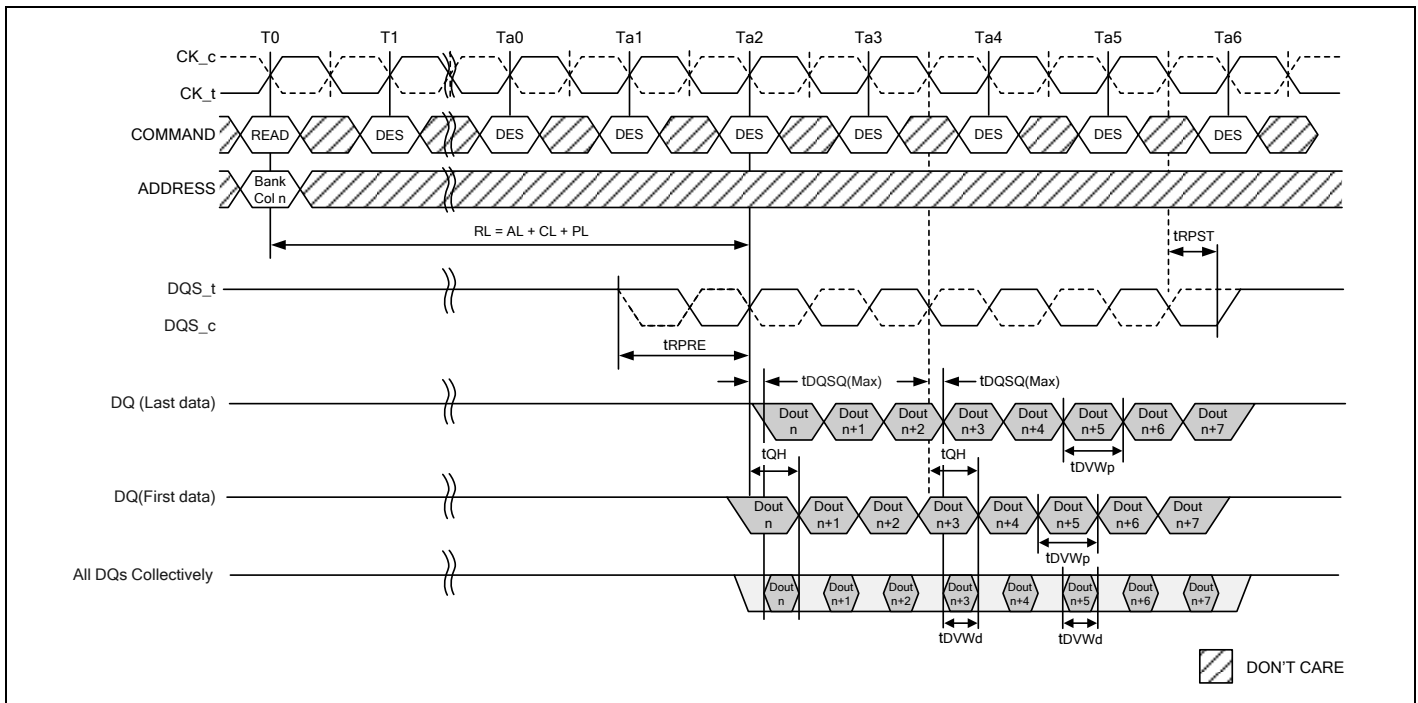 T0 T1 Ta0 Ta1 Ta2 Ta3 Ta4 Ta5 Ta6
CK_c
CK_t
COMMAND READ DES DES DES DES DES DES DES DES
ADDRESS Bank
Col n
RL = AL + CL + PL
tRPST
DQS_t
DQS_c
tRPRE
tDQSQ(Max) tDQSQ(Max)
DQ (Last data)
Dout Dout Dout Dout Dout Dout Dout Dout
n n+1 n+2 n+3 n+4 n+5 n+6 n+7
tQH tQH tDVWp
DQ(First data)
Dout Dout Dout Dout Dout Dout Dout Dout
n n+1 n+2 n+3 n+4 n+5 n+6 n+7
tDVWp
All DQs Collectively
Dout Dout Dout Dout Dout Dout Dout Dout
n n+1 n+2 n+3 n+4 n+5 n+6 n+7
tDVWd tDVWd
DON'T CARE